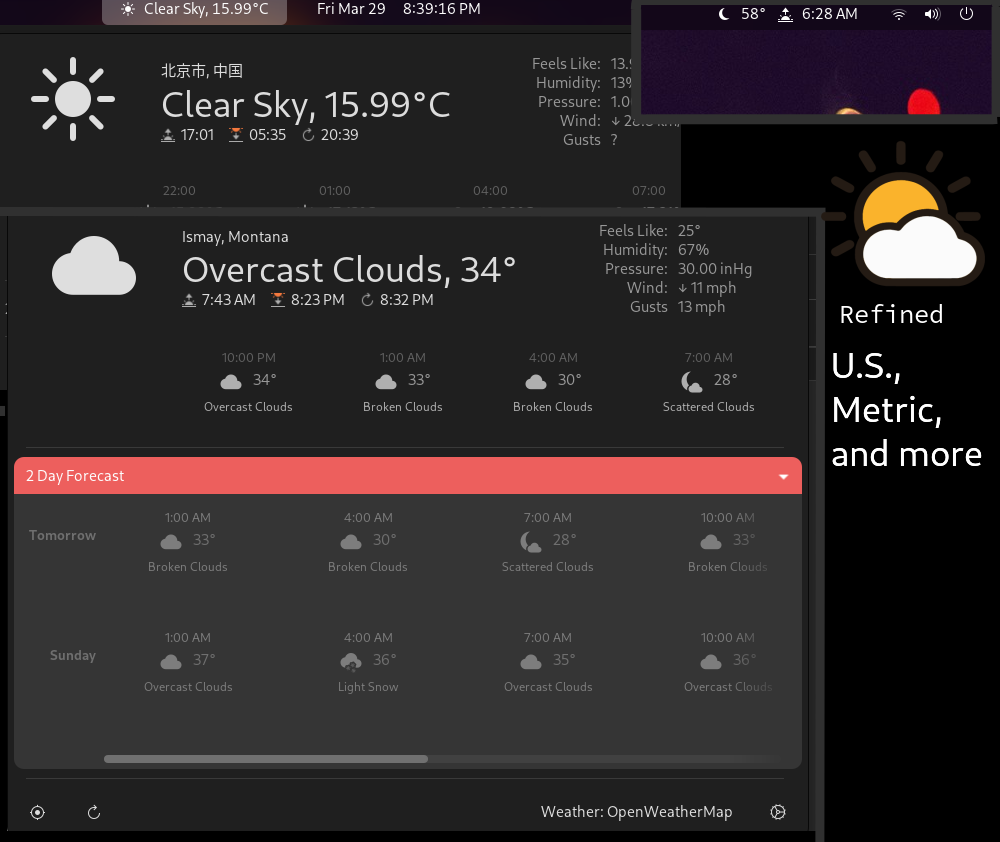 Clear Sky, 15.99°C Fri Mar 29 8:39:16 PM
58° 6:28 AM
北京市, 中国
Clear Sky, 15.99°C
17:01 05:35 20:39
Feels Like:
Humidity: 13%
Pressure:
Wind:
Gusts ?
22:00 01:00 04:00 07:00
Ismay, Montana
Overcast Clouds, 34°
7:43 AM 8:23 PM 8:32 PM
Feels Like: 25°
Humidity: 67%
Pressure: 30.00 inHg
Wind: ↓ 11 mph
Gusts 13 mph
10:00 PM 1:00 AM 4:00 AM 7:00 AM
34° 33° 30° 28°
Overcast Clouds Broken Clouds Broken Clouds Scattered Clouds
2 Day Forecast
Tomorrow
1:00 AM 4:00 AM 7:00 AM 10:00 AM
33° 30° 28° 33°
Broken Clouds Broken Clouds Scattered Clouds Broken Clouds
Sunday
1:00 AM 4:00 AM 7:00 AM 10:00 AM
37° 36° 35° 36°
Overcast Clouds Light Snow Overcast Clouds Overcast Clouds
Weather: OpenWeatherMap
Refined
U.S.,
Metric,
and more